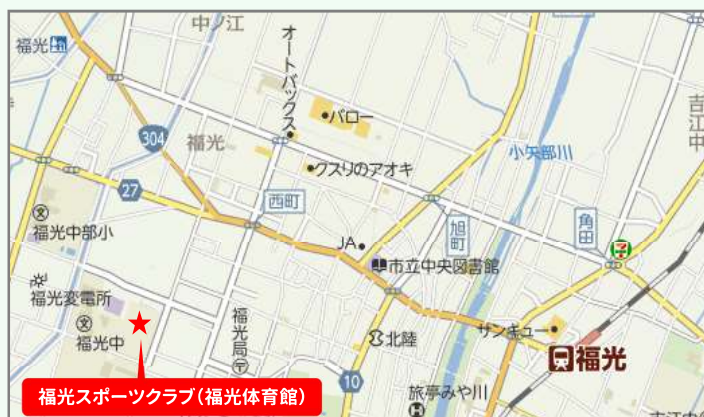 中ノ江
福光
オートバックス
バロー
吉江中
304
福光
小矢部川
クスリのアオキ
27
西町
旭町
角田
福光中部小
JA
市立中央図書館
福光変電所
福光中
福光局
北陸
サンキュー
福光
10
旅亭みや川
福光スポーツクラブ(福光体育館)